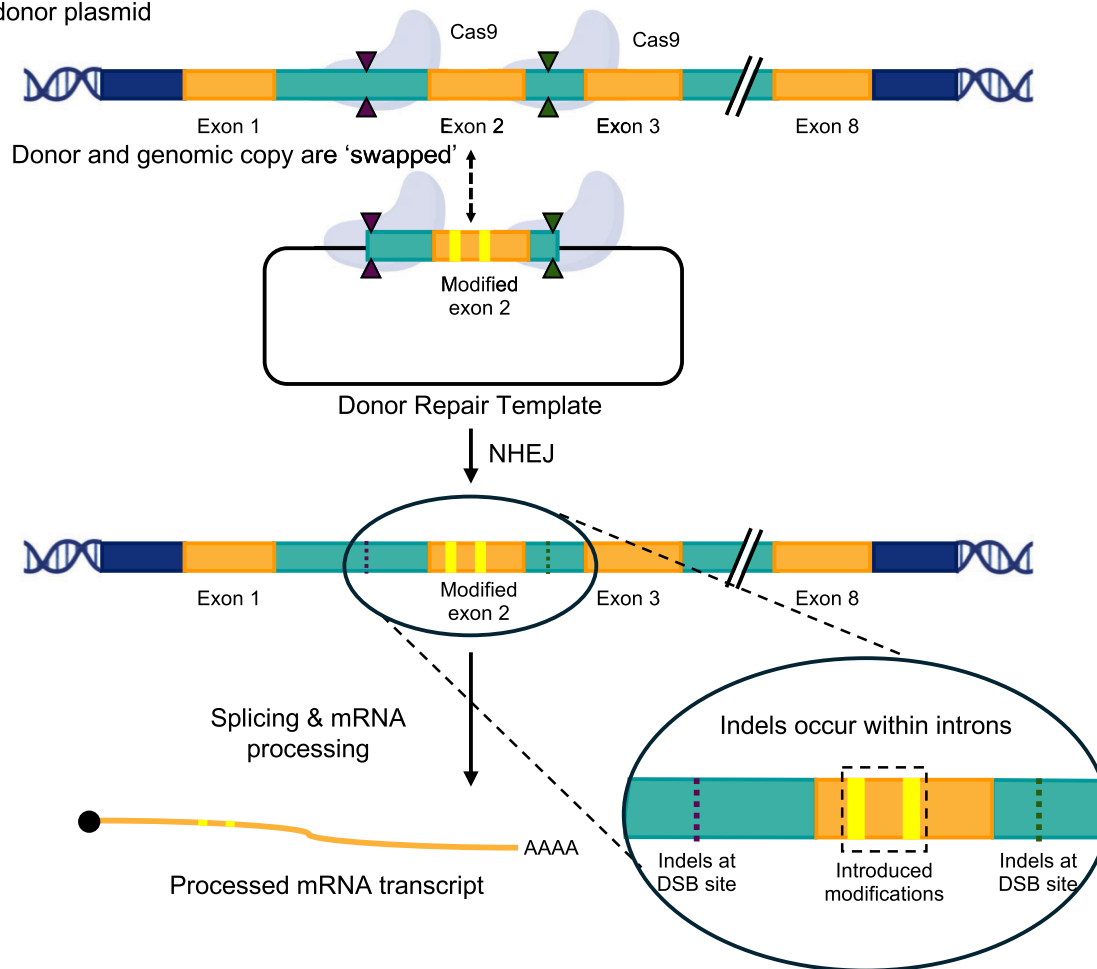 donor plasmid
Cas9
Cas9
Exon 1
Exon 2
Exon 3
Exon 8
Donor and genomic copy are ‘swapped’
Modified
exon 2
Donor Repair Template
NHEJ
Exon 1
Modified
exon 2
Exon 3
Exon 8
Splicing & mRNA
processing
Indels occur within introns
AAAA
Processed mRNA transcript
Indels at
DSB site
Introduced
modifications
Indels at
DSB site